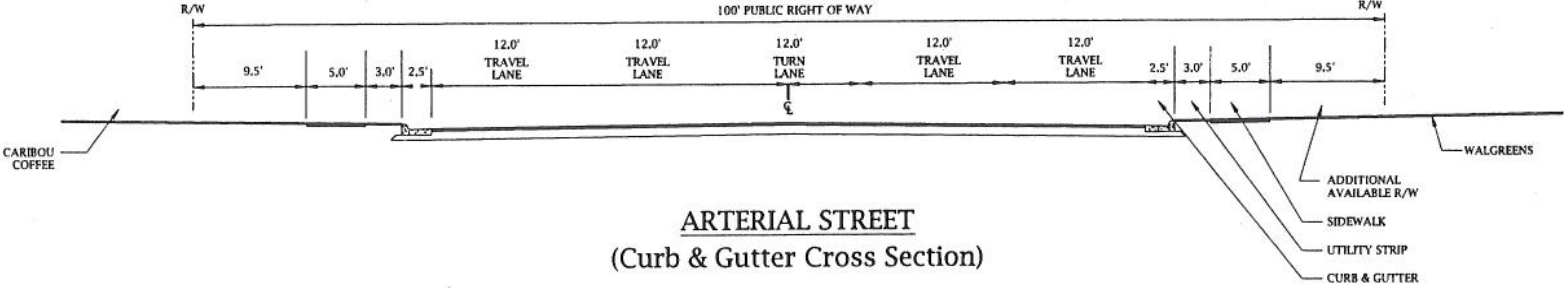 R/W
100' PUBLIC RIGHT OF WAY
R/W
9.5'
5.0'
3.0'
2.5'
12.0'
TRAVEL
LANE
12.0'
TRAVEL
LANE
12.0'
TURN
LANE
12.0'
TRAVEL
LANE
12.0'
TRAVEL
LANE
2.5'
3.0'
5.0'
9.5'
℄
CARIBOU
COFFEE
WALGREENS
ADDITIONAL
AVAILABLE R/W
SIDEWALK
UTILITY STRIP
CURB & GUTTER
ARTERIAL STREET
(Curb & Gutter Cross Section)